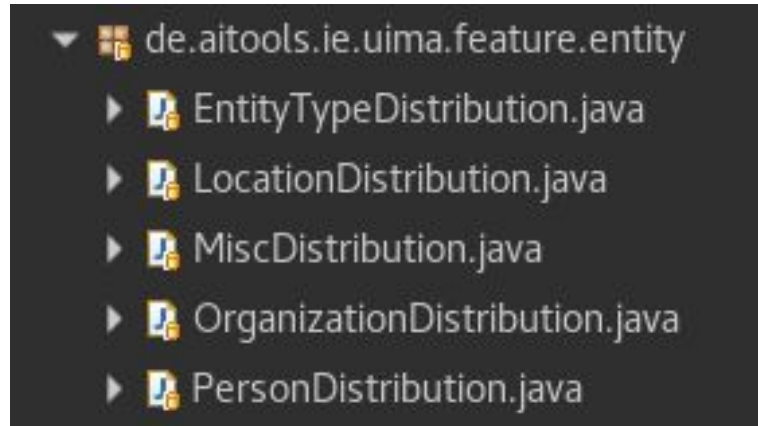 de.aitools.ie.uima.feature.entity
EntityTypeDistribution.java
LocationDistribution.java
MiscDistribution.java
OrganizationDistribution.java
PersonDistribution.java